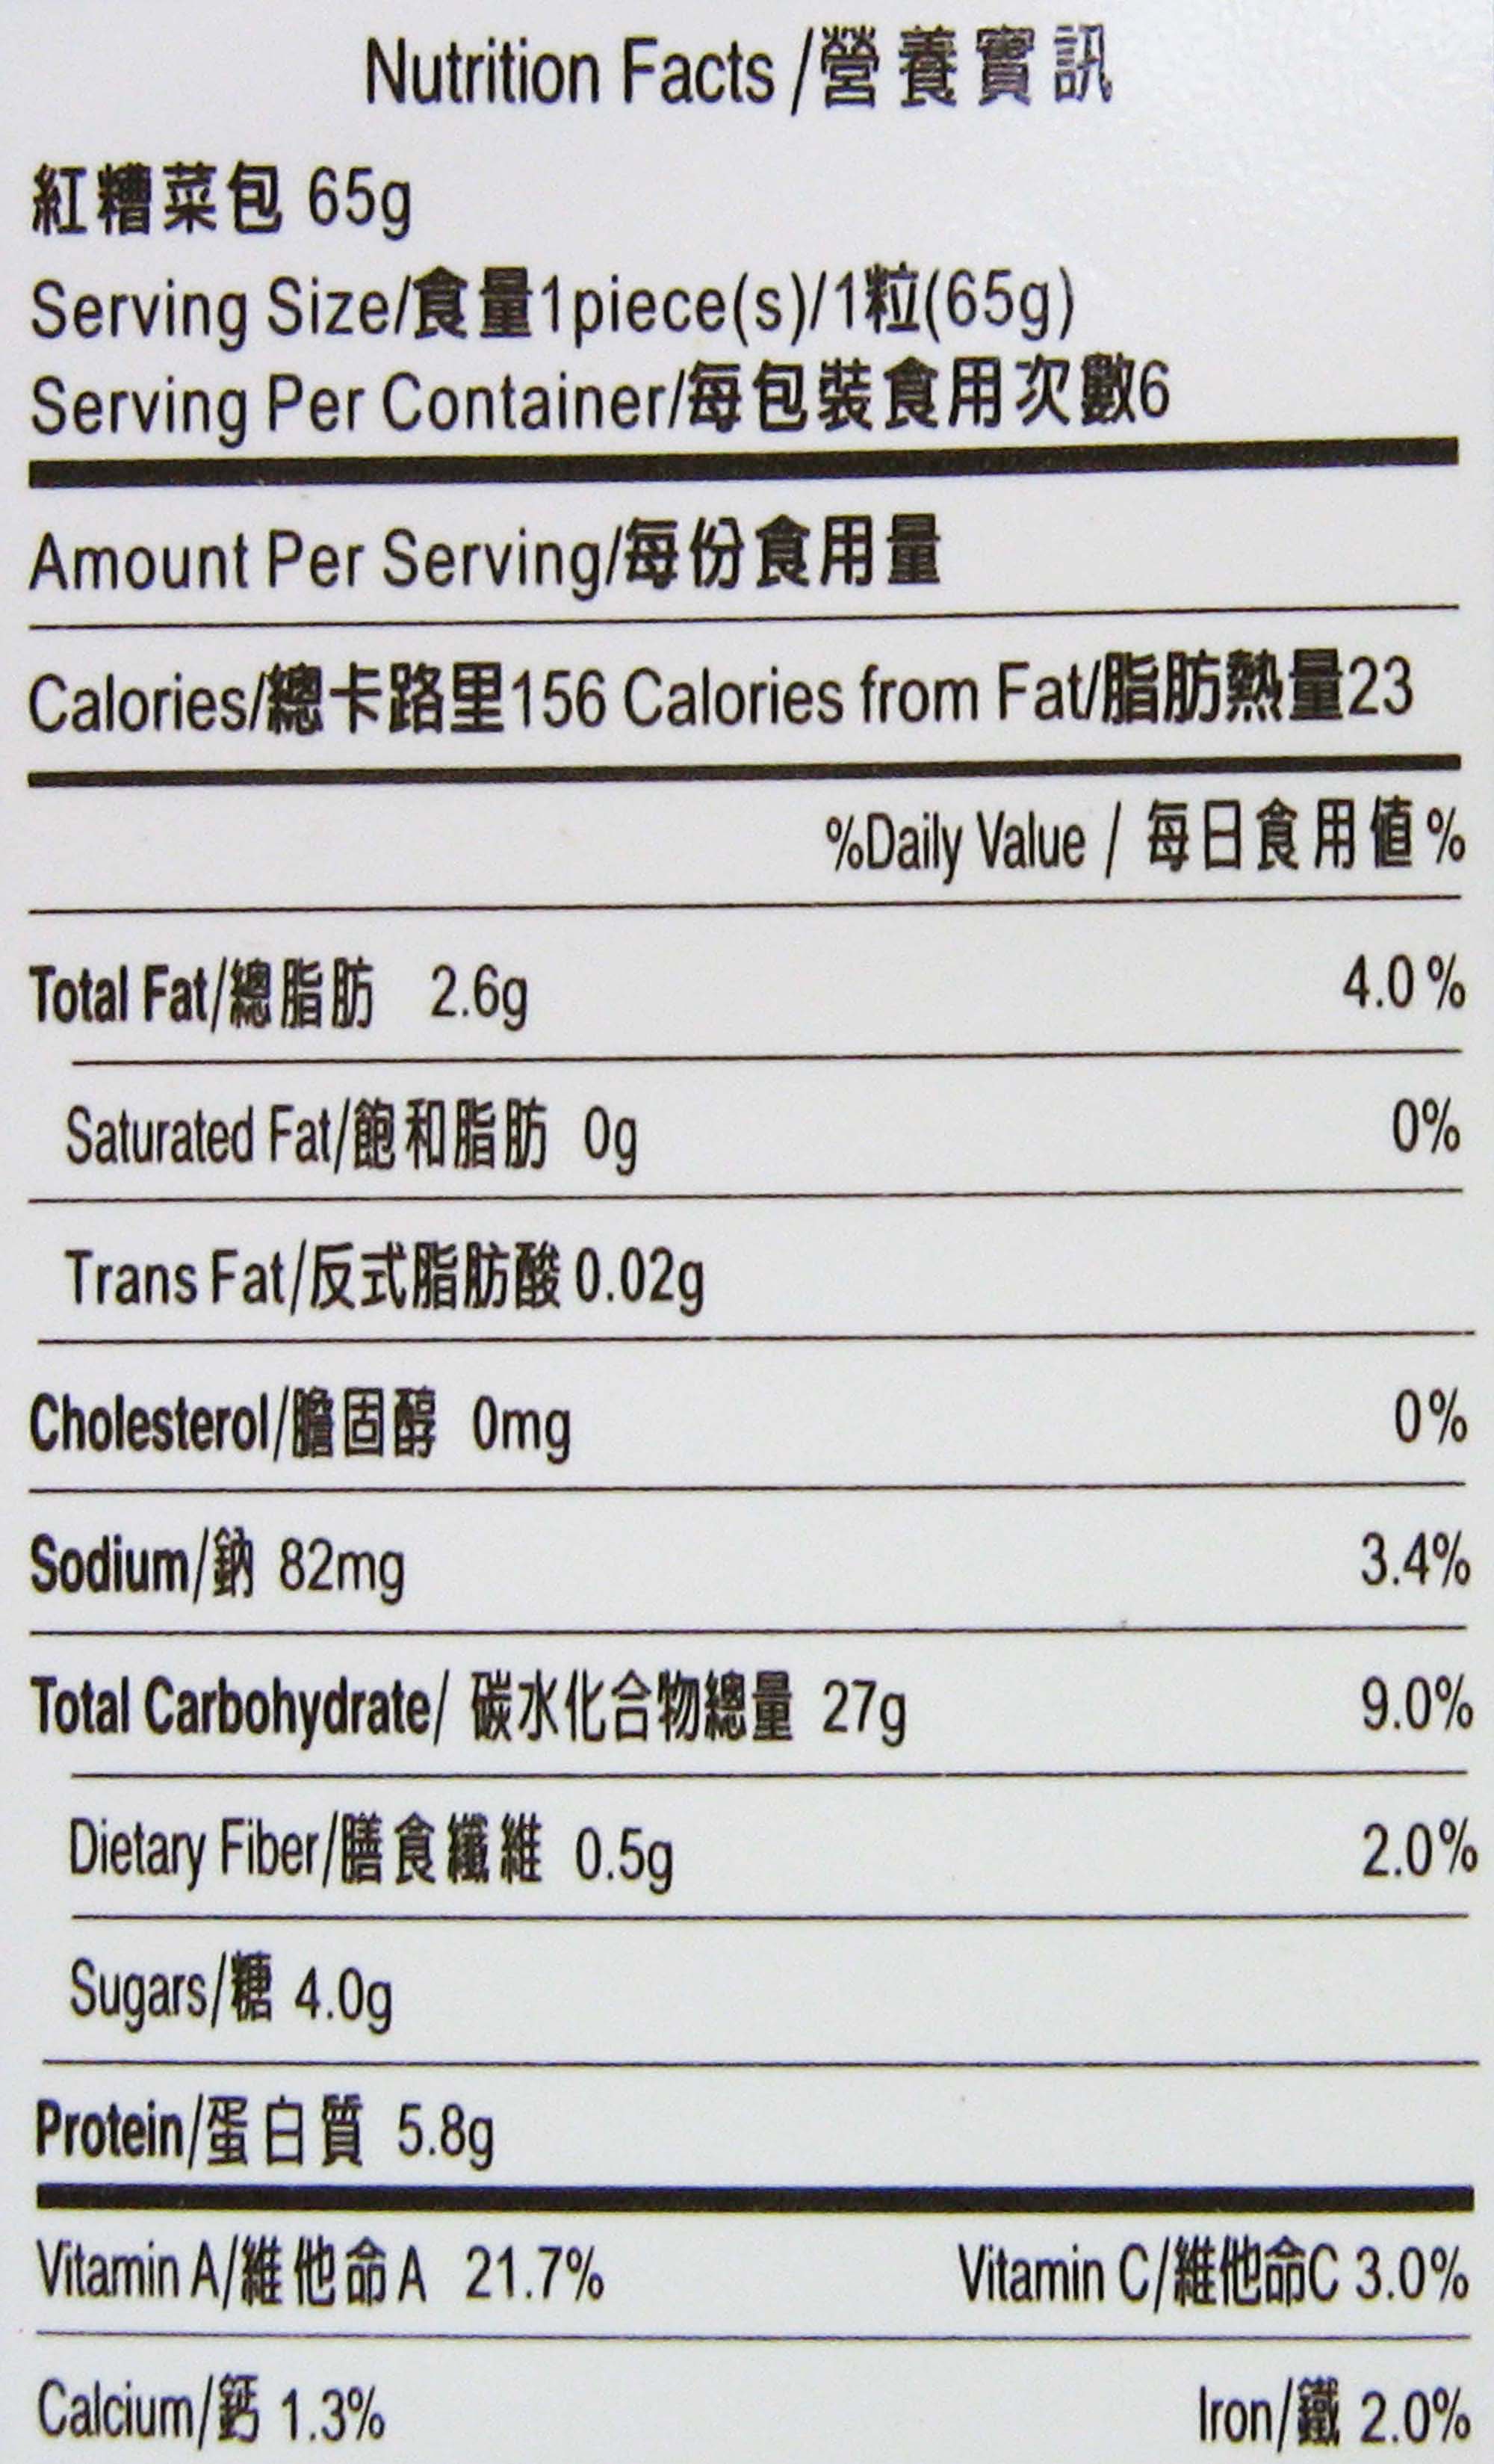 Nutrition Facts /營養資訊
紅糟菜包 65g
Serving Size/食量1piece(s)/1粒(65g)
Serving Per Container/每包裝食用次數6
Amount Per Serving/每份食用量
Calories/總卡路里156 Calories from Fat/脂肪熱量23
%Daily Value / 每日食用値%
Total Fat/總脂肪 2.6g 4.0%
Saturated Fat/飽和脂肪 0g 0%
Trans Fat/反式脂肪酸 0.02g
Cholesterol/膽固醇 0mg 0%
Sodium/鈉 82mg 3.4%
Total Carbohydrate/ 碳水化合物總量 27g 9.0%
Dietary Fiber/膳食纖維 0.5g 2.0%
Sugars/糖 4.0g
Protein/蛋白質 5.8g
Vitamin A/維他命A 21.7% Vitamin C/維他命C 3.0%
Calcium/鈣 1.3% Iron/鐵 2.0%